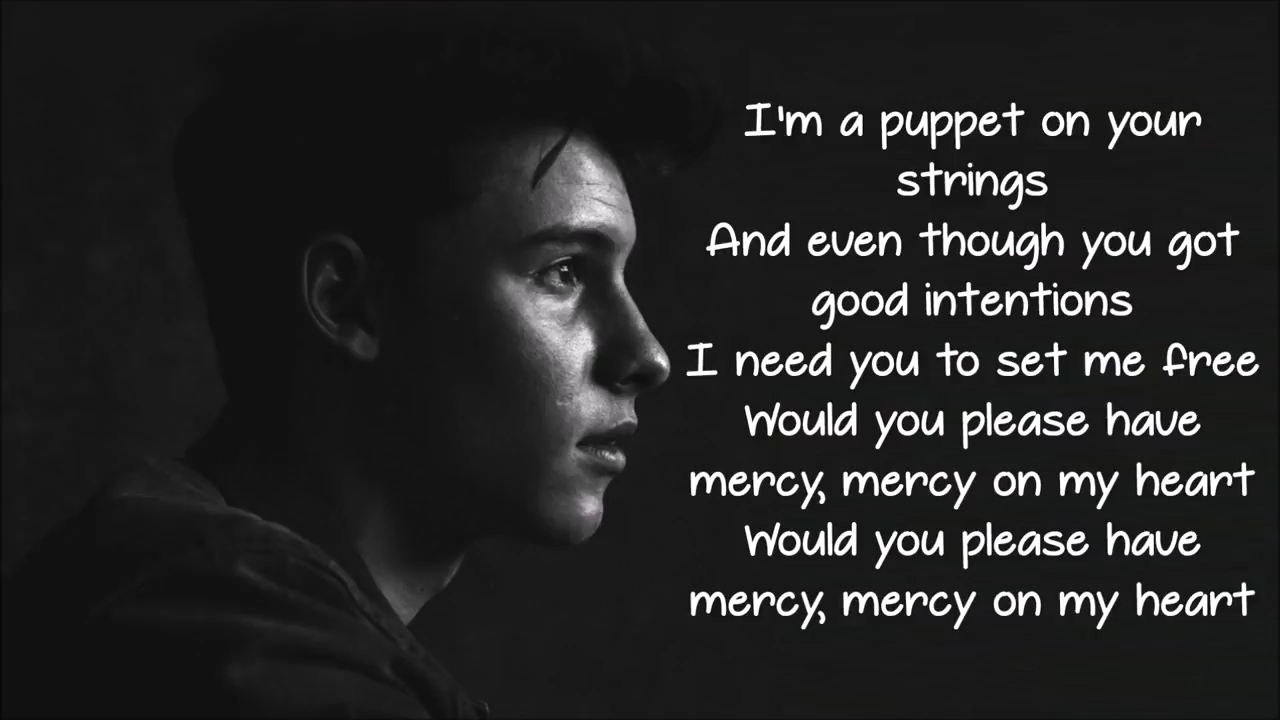 I'm a puppet on your
strings
And even though you got
good intentions
I need you to set me free
Would you please have
mercy, mercy on my heart
Would you please have
mercy, mercy on my heart